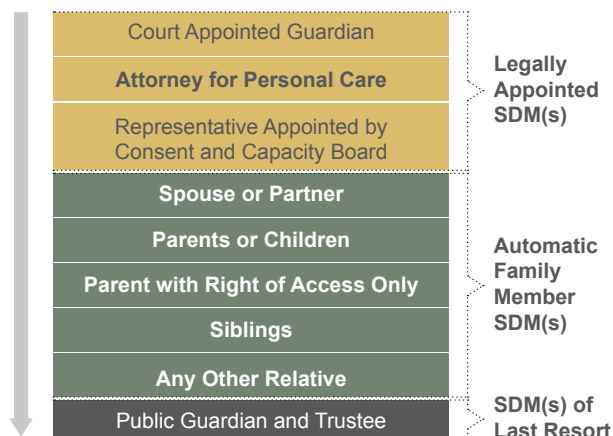 Court Appointed Guardian
Attorney for Personal Care
Representative Appointed by
Consent and Capacity Board
Legally
Appointed
SDM(s)
Spouse or Partner
Parents or Children
Parent with Right of Access Only
Siblings
Any Other Relative
Automatic
Family
Member
SDM(s)
Public Guardian and Trustee
SDM(s) of
Last Resort